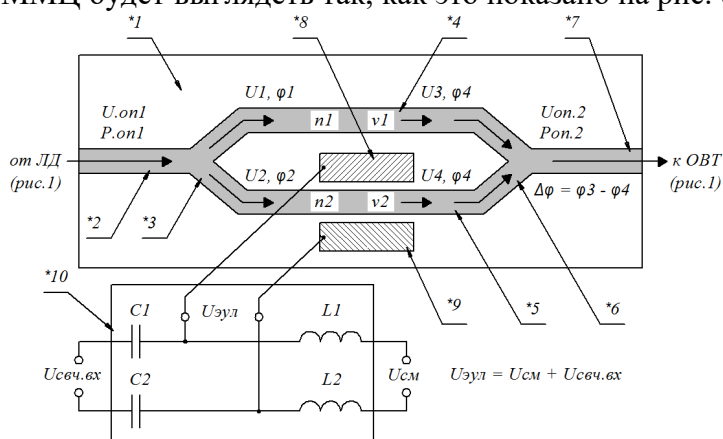 ММЦ будет выглядеть так, как это показано на рис.
*1
*8
*4
*7
U1, φ1
U3, φ4
U.оп1
P.оп1
n1
v1
Uоп.2
Pоп.2
от ЛД
(рис.1)
к ОВТ
(рис.1)
U2, φ2
U4, φ4
Δφ = φ3 - φ4
n2
v2
*2
*3
*10
*9
*5
*6
C1
Uэул
L1
Uсвч.вх
Uсм
Uэул = Uсм + Uсвч.вх
C2
L2